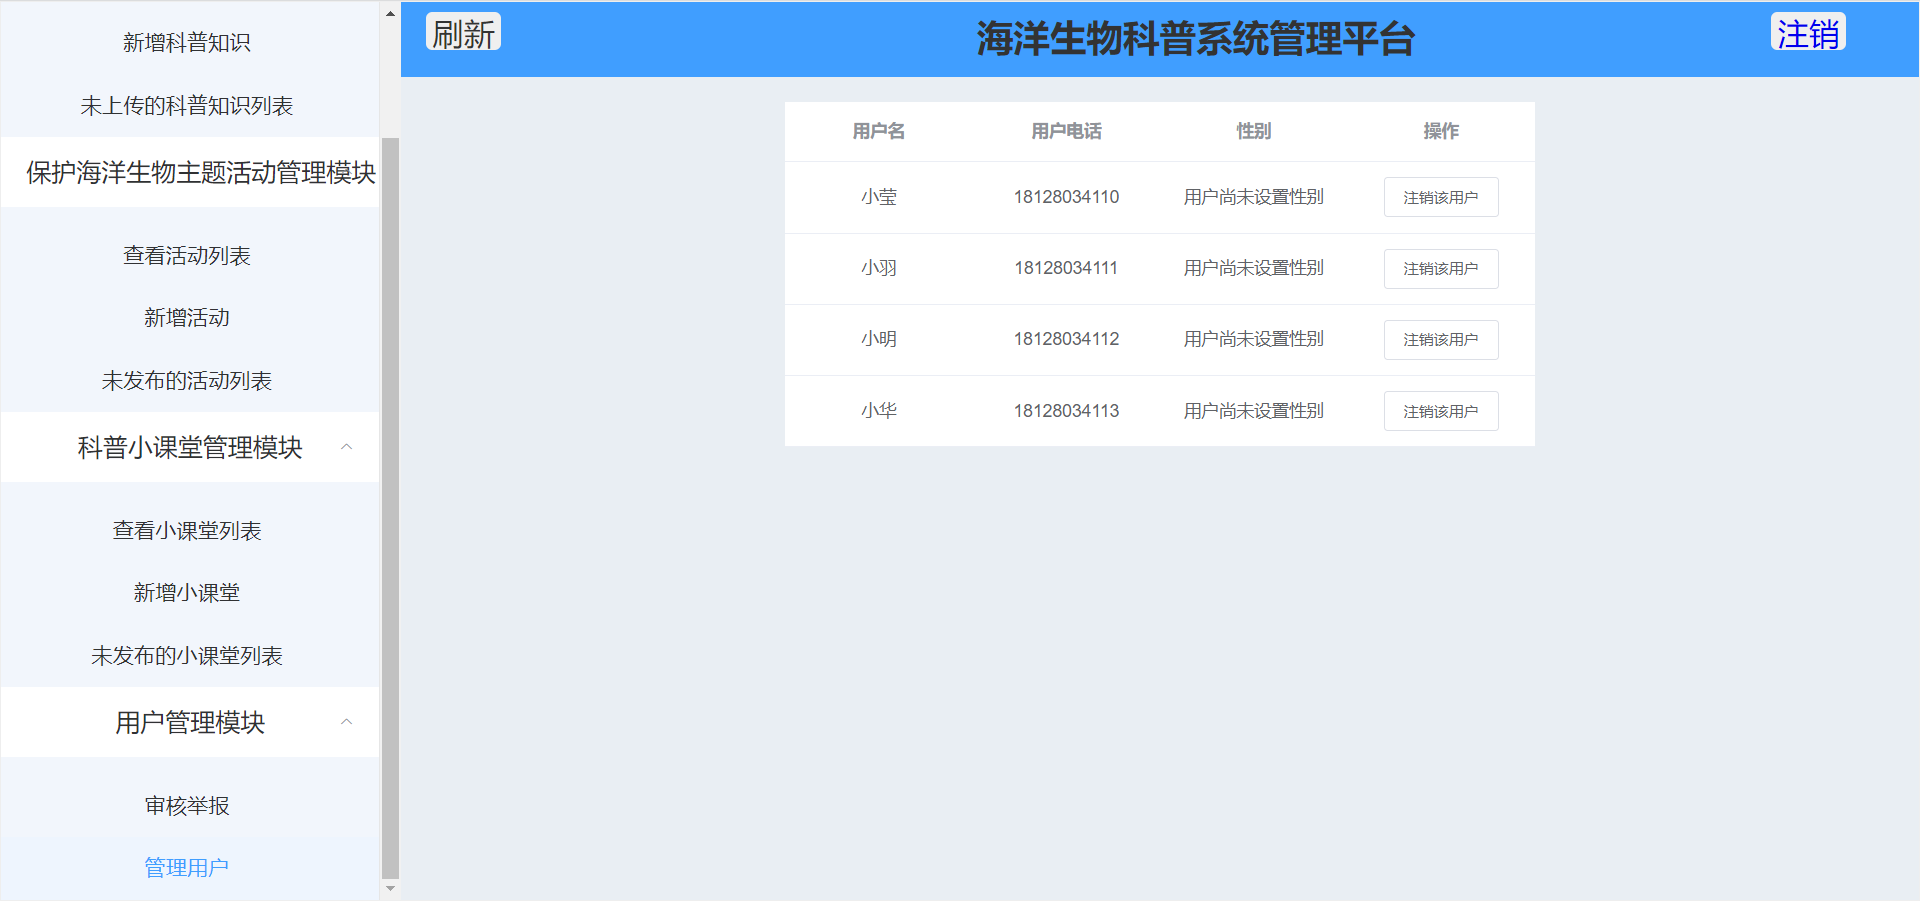 新增科普知识
未上传的科普知识列表
保护海洋生物主题活动管理模块
查看活动列表
新增活动
未发布的活动列表
科普小课堂管理模块
查看小课堂列表
新增小课堂
未发布的小课堂列表
用户管理模块
审核举报
管理用户
刷新
海洋生物科普系统管理平台
注销
用户名 用户电话 性别 操作
小莹 18128034110 用户尚未设置性别 注销该用户
小羽 18128034111 用户尚未设置性别 注销该用户
小明 18128034112 用户尚未设置性别 注销该用户
小华 18128034113 用户尚未设置性别 注销该用户